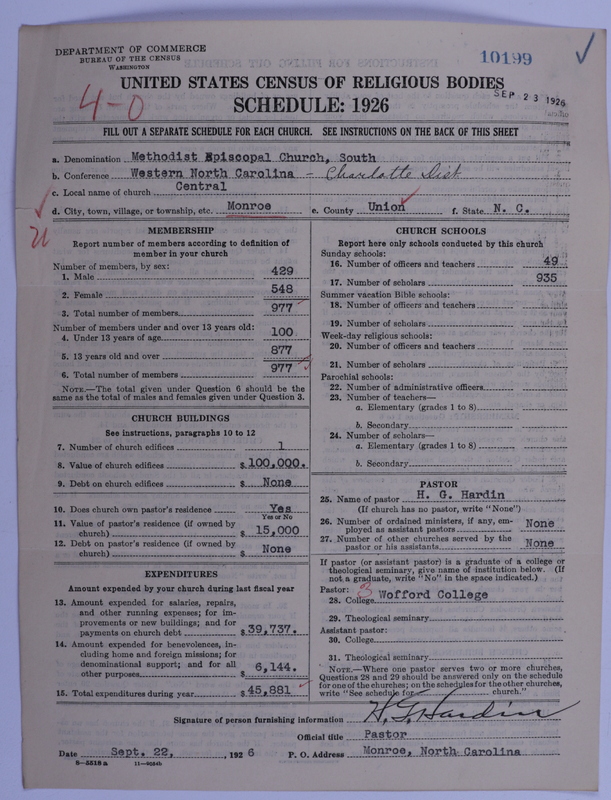 DEPARTMENT OF COMMERCE
BUREAU OF THE CENSUS
WASHINGTON
10199
4-0
UNITED STATES CENSUS OF RELIGIOUS BODIES
SEP 23 1926
SCHEDULE: 1926
FILL OUT A SEPARATE SCHEDULE FOR EACH CHURCH. SEE INSTRUCTIONS ON THE BACK OF THIS SHEET
a. Denomination Methodist Episcopal Church, South
b. Conference Western North Carolina - Charlotte Dist
c. Local name of church Central
d. City, town, village, or township, etc. Monroe e. County Union f. State N. C.
MEMBERSHIP
Report number of members according to definition of
member in your church
Number of members, by sex:
1. Male 429
2. Female 548
3. Total number of members 977
Number of members under and over 13 years old:
4. Under 13 years of age 100
5. 13 years old and over 877
6. Total number of members 977
NOTE.—The total given under Question 6 should be the
same as the total of males and females given under Question 3.
CHURCH BUILDINGS
See instructions, paragraphs 10 to 12
7. Number of church edifices 1
8. Value of church edifices $100,000.
9. Debt on church edifices $ None
10. Does church own pastor's residence Yes
Yes or No
11. Value of pastor's residence (if owned by
church) $ 15,000
12. Debt on pastor's residence (if owned by
church) $ None
EXPENDITURES
Amount expended by your church during last fiscal year
13. Amount expended for salaries, repairs,
and other running expenses; for im-
provements or new buildings; and for
payments on church debt $39,737.
14. Amount expended for benevolences, in-
cluding home and foreign missions; for
denominational support; and for all
other purposes $ 6,144.
15. Total expenditures during year $45,881
CHURCH SCHOOLS
Report here only schools conducted by this church
Sunday schools:
16. Number of officers and teachers 49
17. Number of scholars 935
Summer vacation Bible schools:
18. Number of officers and teachers
19. Number of scholars
Week-day religious schools:
20. Number of officers and teachers
21. Number of scholars
Parochial schools:
22. Number of administrative officers
23. Number of teachers—
a. Elementary (grades 1 to 8)
b. Secondary
24. Number of scholars—
a. Elementary (grades 1 to 8)
b. Secondary
PASTOR
25. Name of pastor H. G. Hardin
(If church has no pastor, write "None")
26. Number of ordained ministers, if any, em-
ployed as assistant pastors None
27. Number of other churches served by the
pastor or his assistants None
If pastor (or assistant pastor) is a graduate of a college or
theological seminary, give name of institution below. (If
not a graduate, write "No" in the space indicated.)
Pastor: 3
28. College Wofford College
29. Theological seminary
Assistant pastor:
30. College
31. Theological seminary
NOTE.—Where one pastor serves two or more churches,
Questions 28 and 29 should be answered only on the schedule
for one of the churches; on the schedules for the other churches,
write "See schedule for church."
Signature of person furnishing information H. G. Hardin
Official title Pastor
Date Sept. 22, 1926 P. O. Address Monroe, North Carolina
8-5518 a